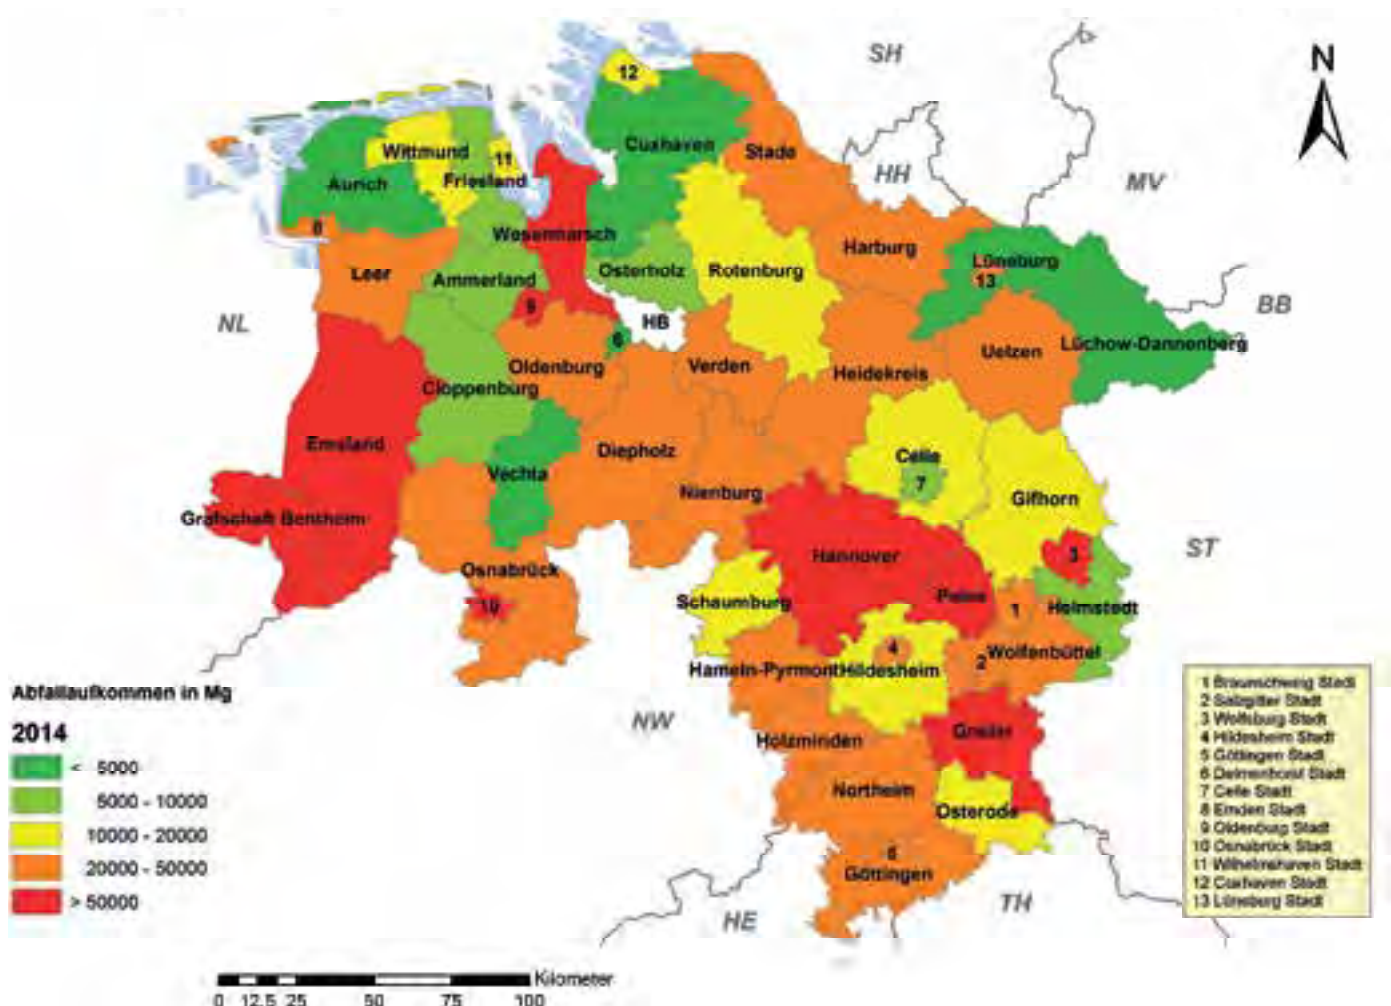 SH
N
12
Cuxhaven
Stade
HH
MV
Wittmund
11
Aurich
Friesland
8
Wesermarsch
Harburg
Lüneburg
13
Leer
Ammerland
Osterholz
Rotenburg
NL
BB
9
HB
6
Oldenburg
Verden
Heidekreis
Uelzen
Lüchow-Dannenberg
Cloppenburg
Emsland
Vechta
Diepholz
Celle
7
Nienburg
Gifhorn
Grafschaft Bentheim
Hannover
3
ST
Osnabrück
10
Schaumburg
Peine
1
Helmstedt
4
2
Wolfenbüttel
Hameln-Pyrmont
Hildesheim
NW
Holzminden
Goslar
Northeim
Osterode
5
Göttingen
HE
TH
Abfallaufkommen in Mg
2014
< 5000
5000 - 10000
10000 - 20000
20000 - 50000
> 50000
1 Braunschweig Stadt
2 Salzgitter Stadt
3 Wolfsburg Stadt
4 Hildesheim Stadt
5 Göttingen Stadt
6 Delmenhorst Stadt
7 Celle Stadt
8 Emden Stadt
9 Oldenburg Stadt
10 Osnabrück Stadt
11 Wilhelmshaven Stadt
12 Cuxhaven Stadt
13 Lüneburg Stadt
Kilometer
0 12,5 25 50 75 100